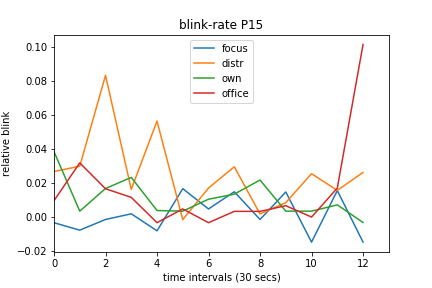 blink-rate P15
focus
distr
own
office
relative blink
0.10
0.08
0.06
0.04
0.02
0.00
−0.02
0 2 4 6 8 10 12
time intervals (30 secs)